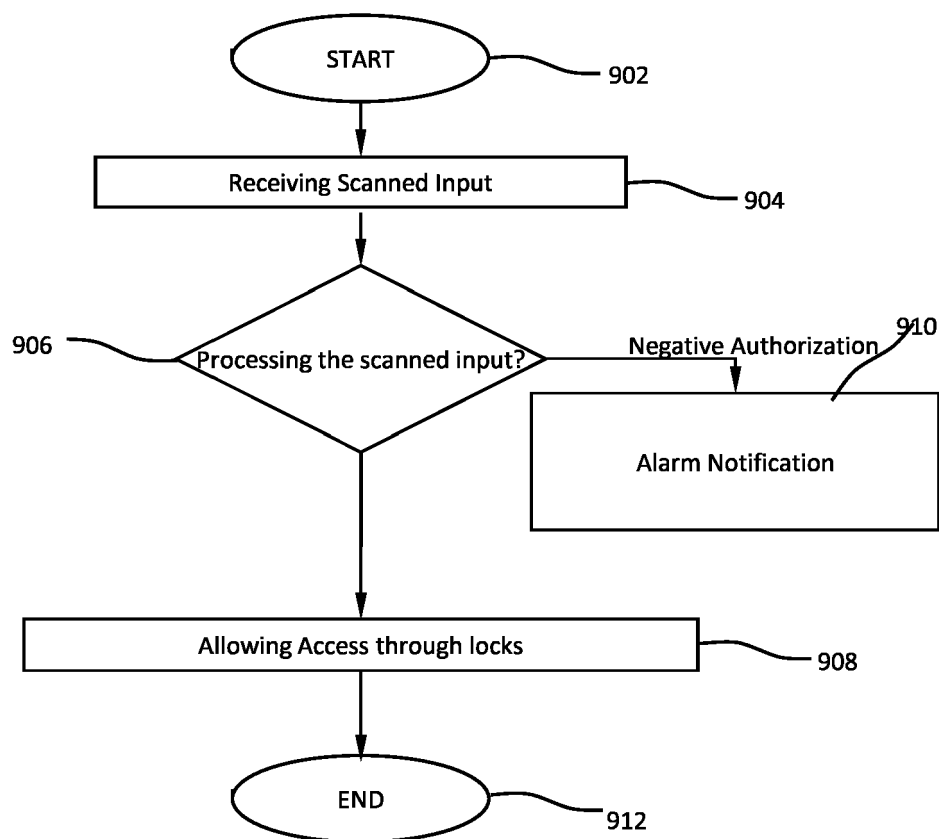 START
902
Receiving Scanned Input
904
906
Processing the scanned input?
Negative Authorization
910
Alarm Notification
Allowing Access through locks
908
END
912